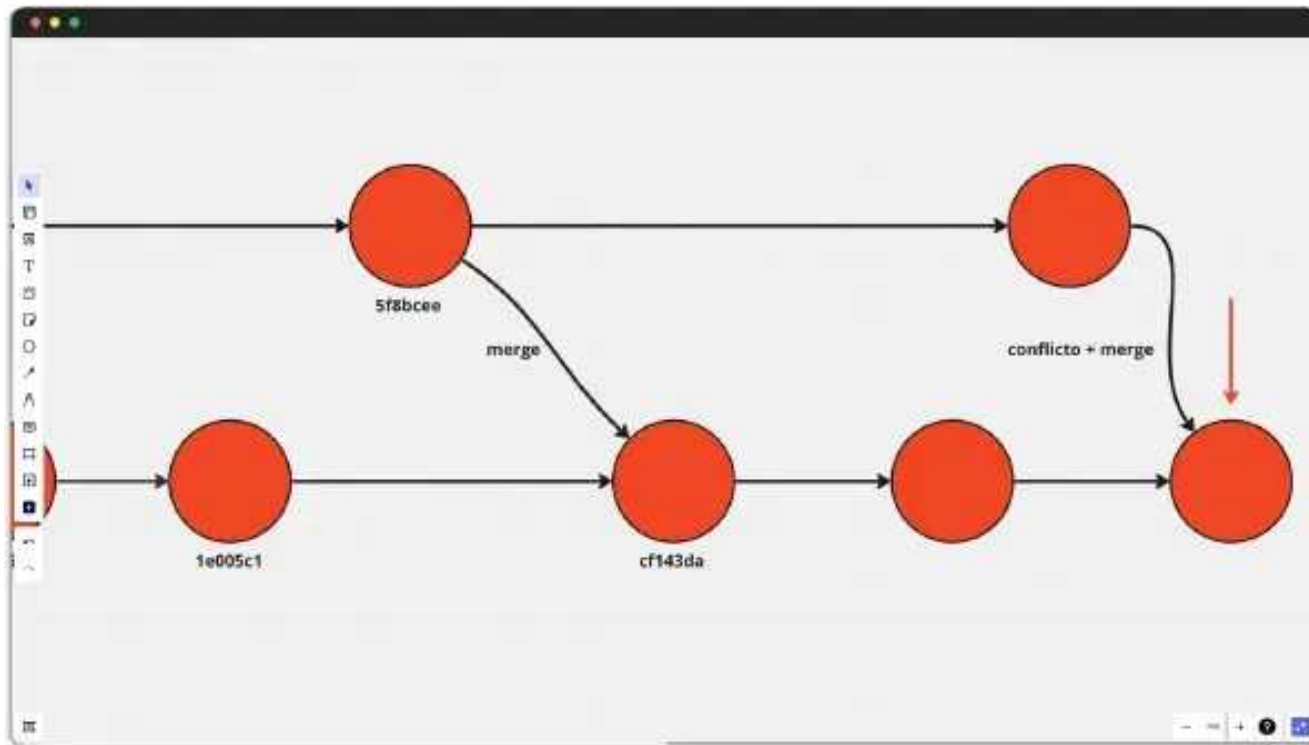 5f8bcee
merge
conflicto + merge
1e005c1
cf143da